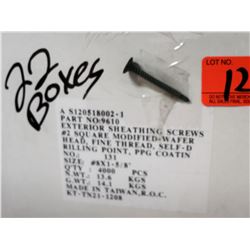 22
Boxes
LOT NO.
12
A S120518002-1
PART NO:9610
EXTERIOR SHEATHING SCREWS
#2 SQUARE MODIFIED-WAFER
HEAD, FINE THREAD, SELF-D
RILLING POINT, PPG COATIN
NO.: 131
SIZE: #8X1-5/8"
Q'TY: 4000 PCS
N.W.: 13.6 KGS
G.W.: 14.1 KGS
MADE IN TAIWAN,R.O.C.
KT-TN21-1208